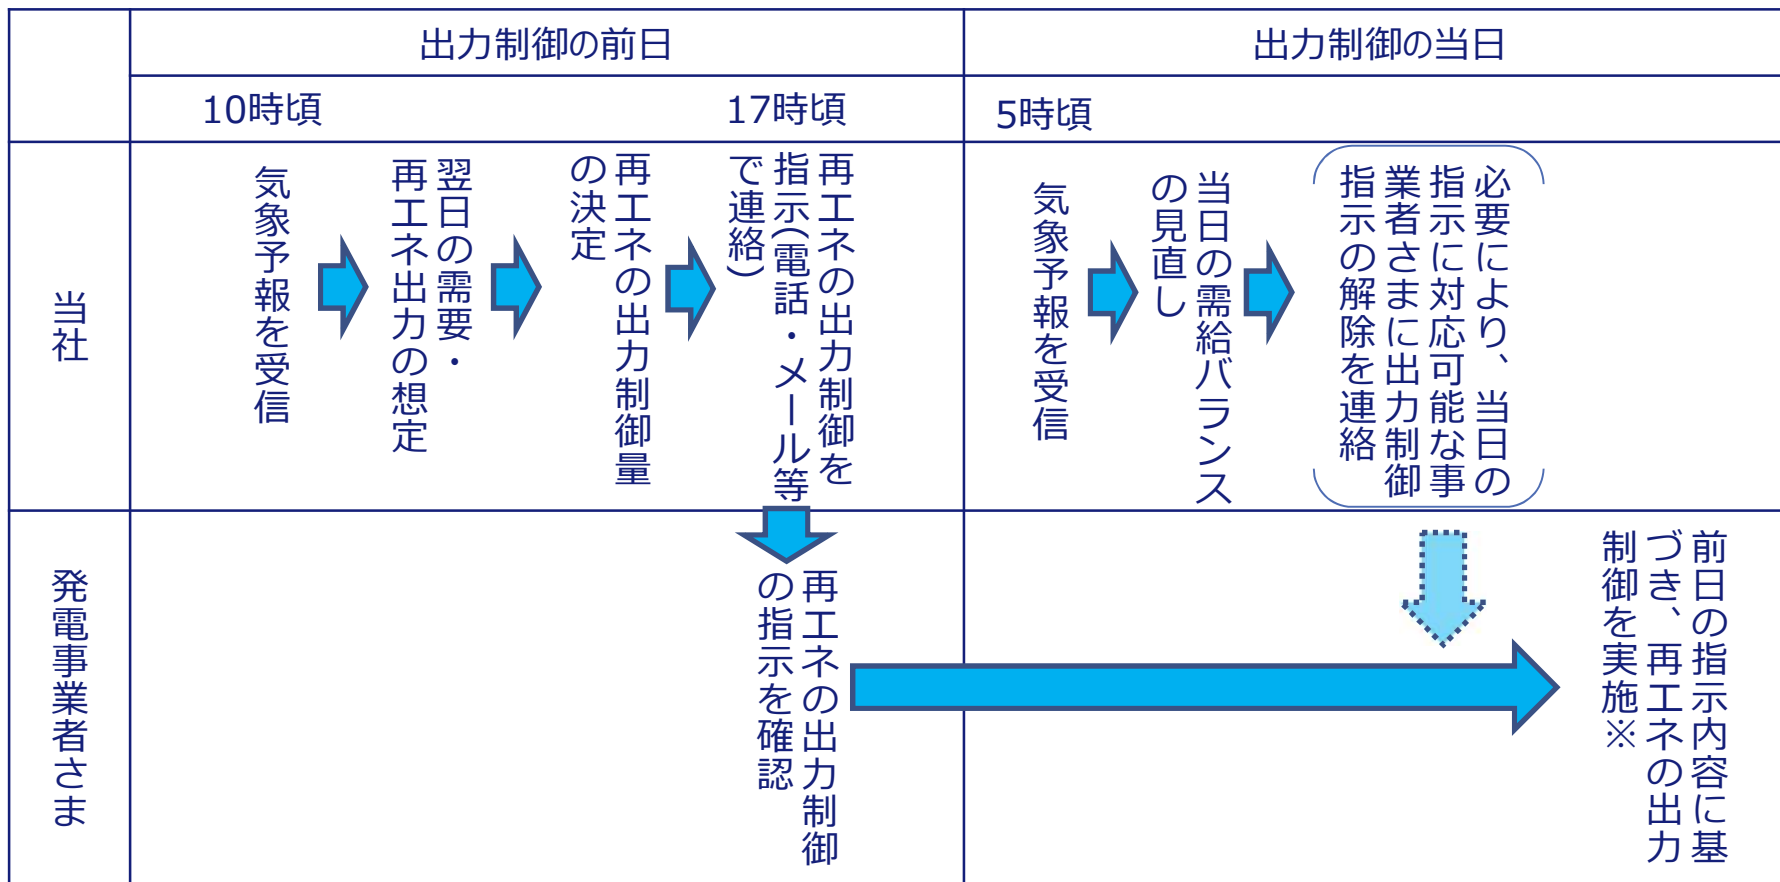 出力制御の前日
出力制御の当日
10時頃
17時頃
5時頃
当社
気象予報を受信
翌日の需要・
再エネ出力の想定
再エネの出力制御量
の決定
再エネの出力制御を
指示(電話・メール等
で連絡)
気象予報を受信
当日の需給バランス
の見直し
必要により、当日の
指示に対応可能な事
業者さまに出力制御
指示の解除を連絡
発電事業者さま
再エネの出力制御
の指示を確認
前日の指示内容に基
づき、再エネの出力
制御を実施※